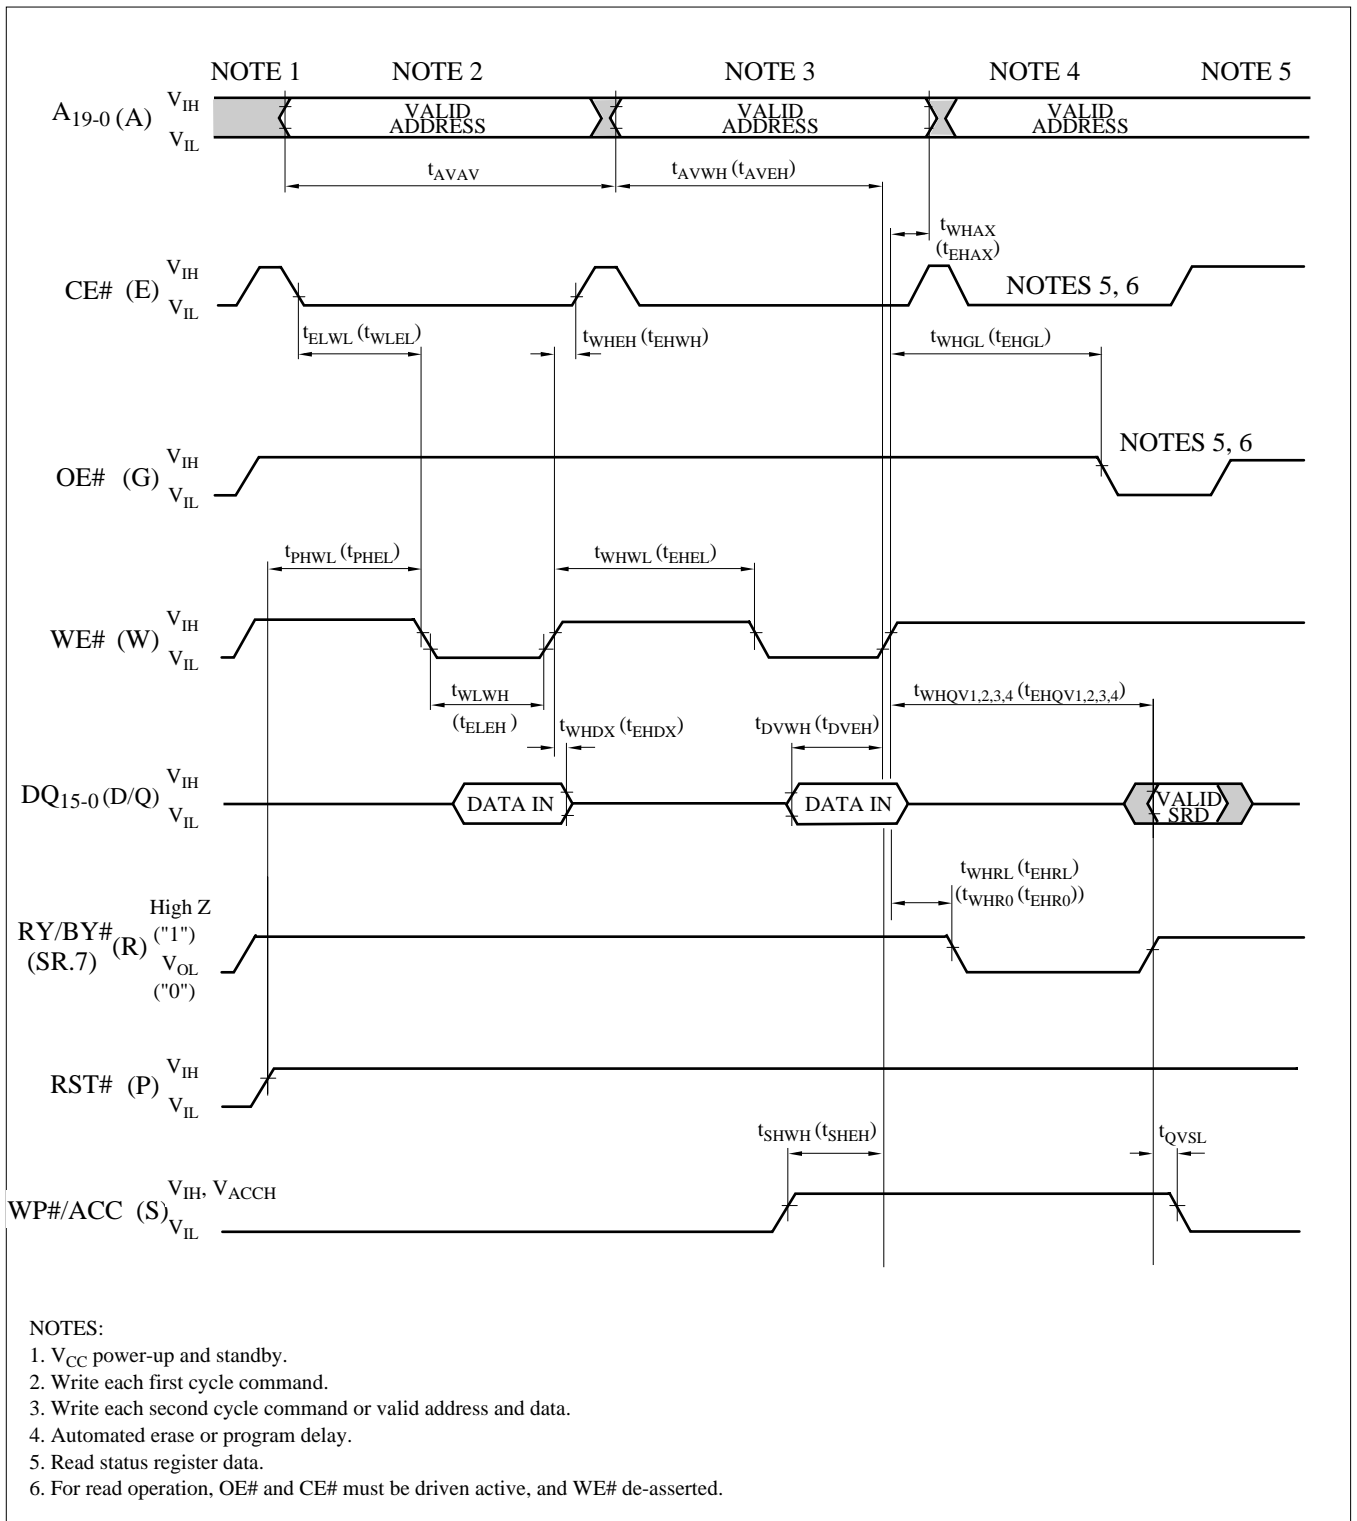 NOTE 1 NOTE 2 NOTE 3 NOTE 4 NOTE 5
A19-0 (A) VIH VALID ADDRESS VALID ADDRESS VALID ADDRESS
VIL
tAVAV tAVWH (tAVEH)
tWHAX
(tEHAX)
CE# (E) VIH
VIL
NOTES 5, 6
tELWL (tWLEL) tWHEH (tEHWH) tWHGL (tEHGL)
OE# (G) VIH
VIL
NOTES 5, 6
tPHWL (tPHEL) tWHWL (tEHEL)
WE# (W) VIH
VIL
tWLWH
(tELEH) tWHDX (tEHDX) tDVWH (tDVEH) tWHQV1,2,3,4 (tEHQV1,2,3,4)
DQ15-0 (D/Q) VIH
VIL
DATA IN DATA IN VALID SRD
tWHRL (tEHRL)
(tWHR0 (tEHR0))
RY/BY# (R) High Z
(SR.7) ("1")
VOL
("0")
RST# (P) VIH
VIL
tSHWH (tSHEH) tQVSL
WP#/ACC (S) VIH, VACCH
VIL
NOTES:
1. VCC power-up and standby.
2. Write each first cycle command.
3. Write each second cycle command or valid address and data.
4. Automated erase or program delay.
5. Read status register data.
6. For read operation, OE# and CE# must be driven active, and WE# de-asserted.